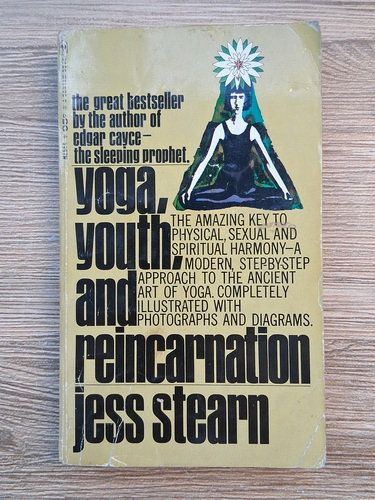 the great bestseller
by the author of
edgar cayce—
the sleeping prophet
yoga,
youth,
and
reincarnation
THE AMAZING KEY TO
PHYSICAL, SEXUAL AND
SPIRITUAL HARMONY—A
MODERN, STEPBYSTEP
APPROACH TO THE ANCIENT
ART OF YOGA. COMPLETELY
ILLUSTRATED WITH
PHOTOGRAPHS AND DIAGRAMS.
jess stearn